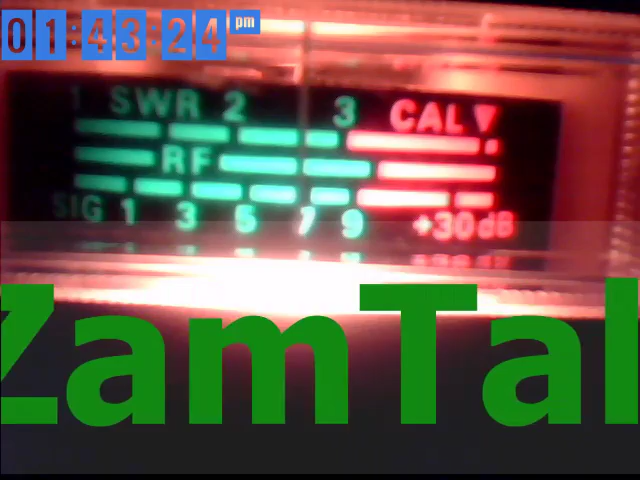 01:43:24 pm
1 SWR 2 3 CAL
RF
SIG 1 3 5 7 9 +30dB
ZamTal